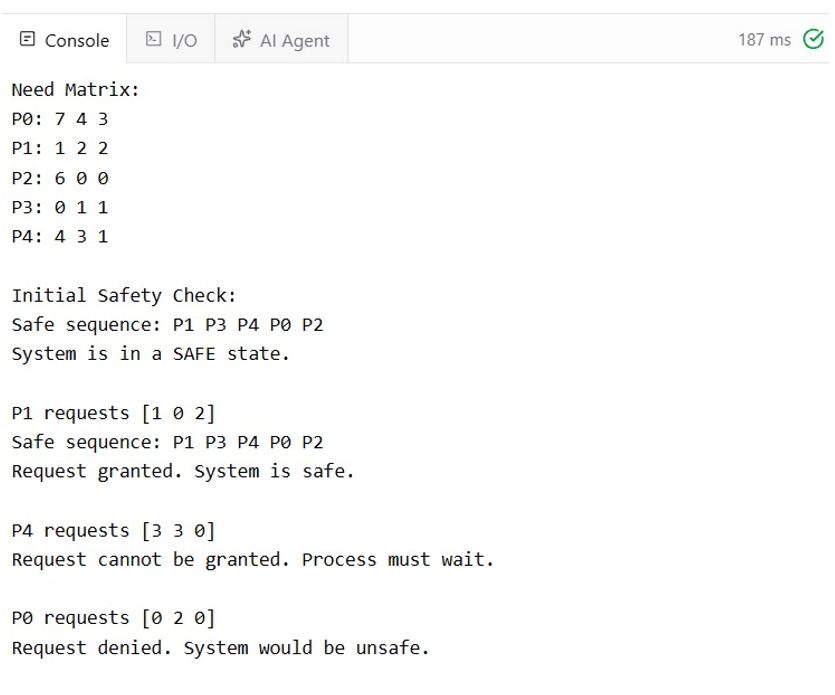 Console I/O AI Agent 187 ms
Need Matrix:
P0: 7 4 3
P1: 1 2 2
P2: 6 0 0
P3: 0 1 1
P4: 4 3 1
Initial Safety Check:
Safe sequence: P1 P3 P4 P0 P2
System is in a SAFE state.
P1 requests [1 0 2]
Safe sequence: P1 P3 P4 P0 P2
Request granted. System is safe.
P4 requests [3 3 0]
Request cannot be granted. Process must wait.
P0 requests [0 2 0]
Request denied. System would be unsafe.